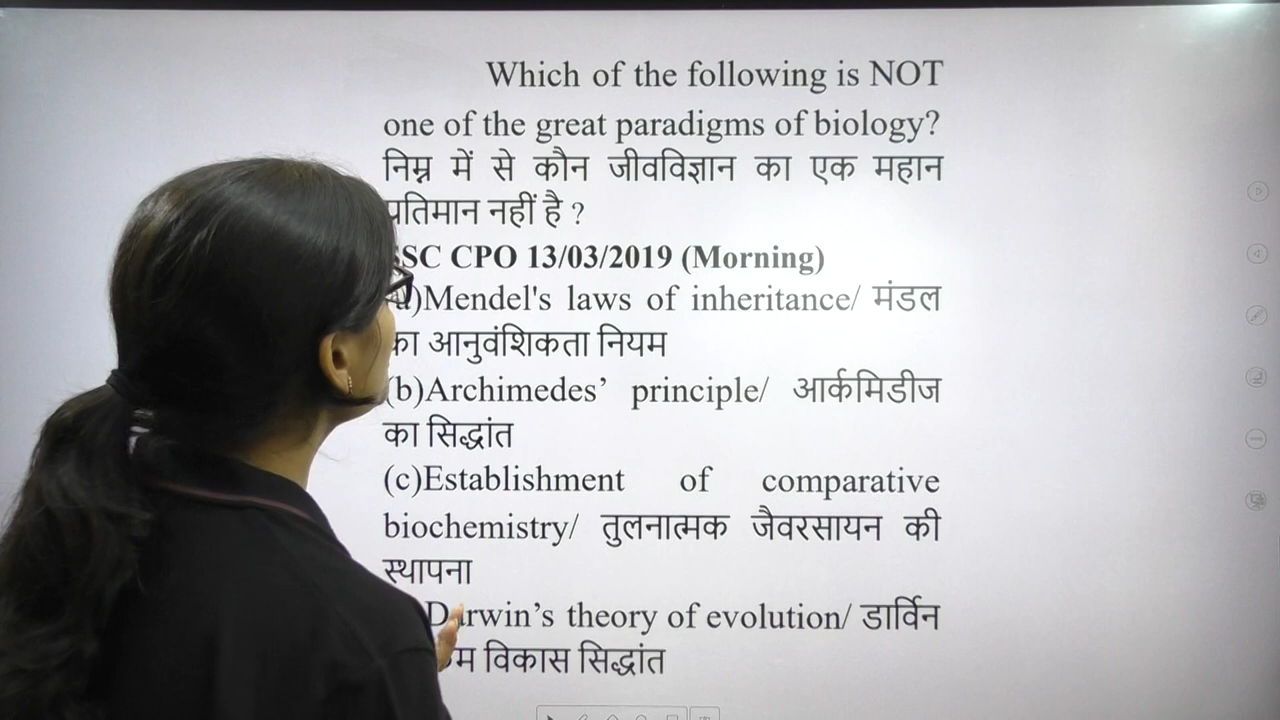 Which of the following is NOT
one of the great paradigms of biology?
निम्न में से कौन जीवविज्ञान का एक महान
प्रतिमान नहीं है ?
SSC CPO 13/03/2019 (Morning)
(a)Mendel's laws of inheritance/ मंडल
का आनुवंशिकता नियम
(b)Archimedes’ principle/ आर्कमिडीज
का सिद्धांत
(c)Establishment of comparative
biochemistry/ तुलनात्मक जैवरसायन की
स्थापना
Darwin’s theory of evolution/ डार्विन
विकास सिद्धांत